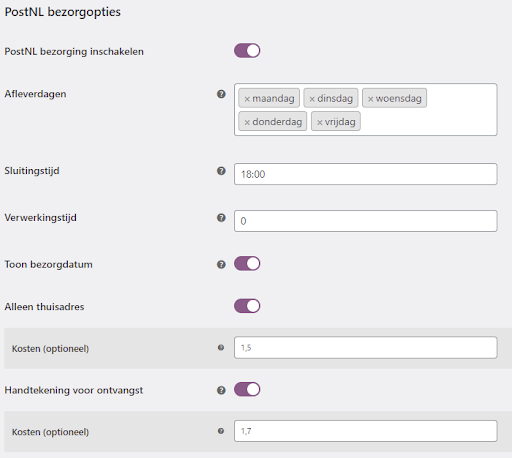 PostNL bezorgopties
PostNL bezorging inschakelen
Afleverdagen ? × maandag × dinsdag × woensdag
× donderdag × vrijdag
Sluitingstijd ? 18:00
Verwerkingstijd ? 0
Toon bezorgdatum ?
Alleen thuisadres ?
Kosten (optioneel) ? 1,5
Handtekening voor ontvangst ?
Kosten (optioneel) ? 1,7